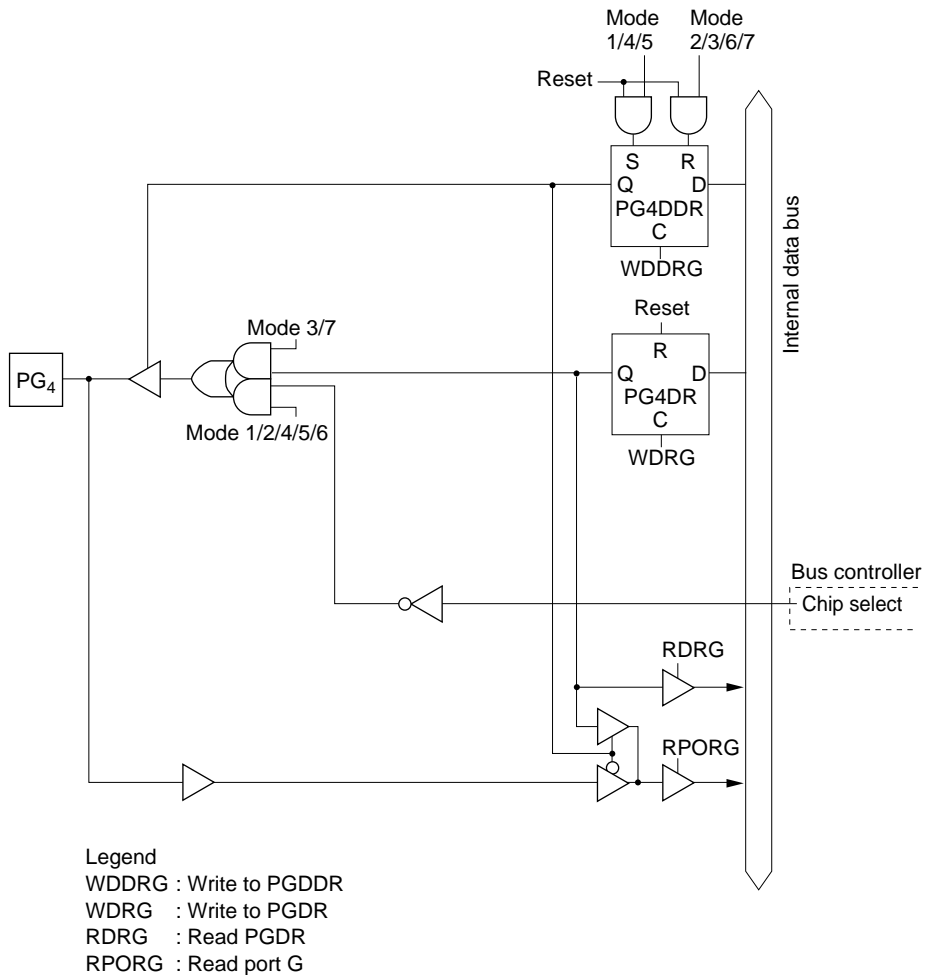 Mode
1/4/5
Mode
2/3/6/7
Reset
S R
Q D
PG4DDR
C
WDDRG
Internal data bus
Reset
Mode 3/7
R
PG4
Q D
PG4DR
C
Mode 1/2/4/5/6
WDRG
Bus controller
Chip select
RDRG
RPORG
Legend
WDDRG : Write to PGDDR
WDRG : Write to PGDR
RDRG : Read PGDR
RPORG : Read port G